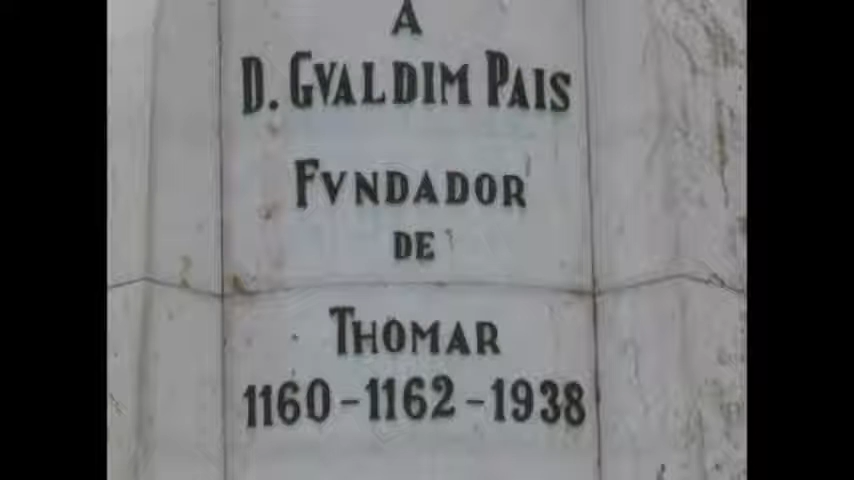 A
D. GVALDIM PAIS
FVNDADOR
DE
THOMAR
1160-1162-1938